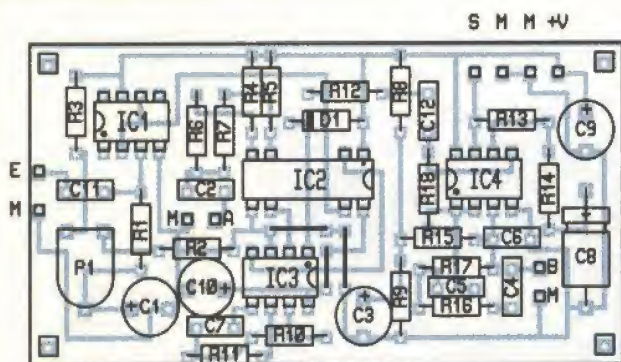 S M M +V
R3
IC1
R6
R7
R4
R5
R12
D1
R8
C12
R13
C9
E
C11
C2
IC2
R18
IC4
R14
M
R1
M
A
R2
R15
C6
C8
P1
C10
IC3
R17
B
C1
C7
C3
R9
C5
C4
R16
M
R11
R10